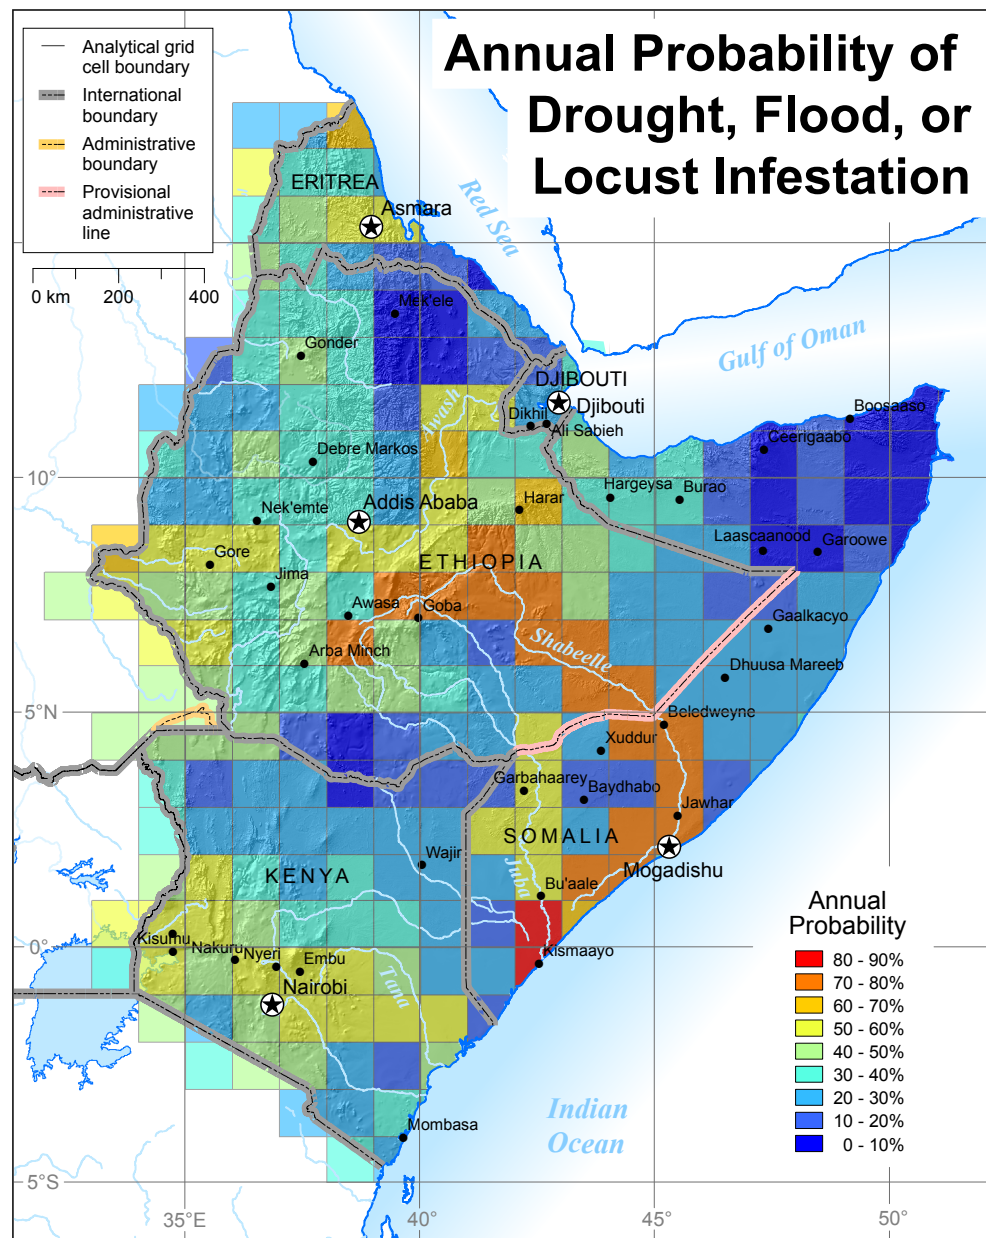 Annual Probability of
Drought, Flood, or
Locust Infestation
Analytical grid
cell boundary
International
boundary
Administrative
boundary
Provisional
administrative
line
0 km 200 400
ERITREA
Asmara
Red Sea
Mek'ele
Gonder
Gulf of Oman
DJIBOUTI
Djibouti
Dikhil
Ali Sabieh
Awash
Boosaaso
Ceerigaabo
Debre Markos
10°
Hargeysa
Burao
Nek'emte
Addis Ababa
Harar
Laascaanood
Garoowe
Gore
ETHIOPIA
Jima
Awasa
Goba
Gaalkacyo
Arba Minch
Shabeelle
Dhuusa Mareeb
5°N
Beledweyne
Xuddur
Garbahaarey
Baydhabo
Jawhar
SOMALIA
Mogadishu
Wajir
KENYA
Juba
Bu'aale
Kisumu
0°
Nakuru
Nyeri
Embu
Kismaayo
Nairobi
Tana
Mombasa
Indian
Ocean
5°S
35°E
40°
45°
50°
Annual
Probability
80 - 90%
70 - 80%
60 - 70%
50 - 60%
40 - 50%
30 - 40%
20 - 30%
10 - 20%
0 - 10%